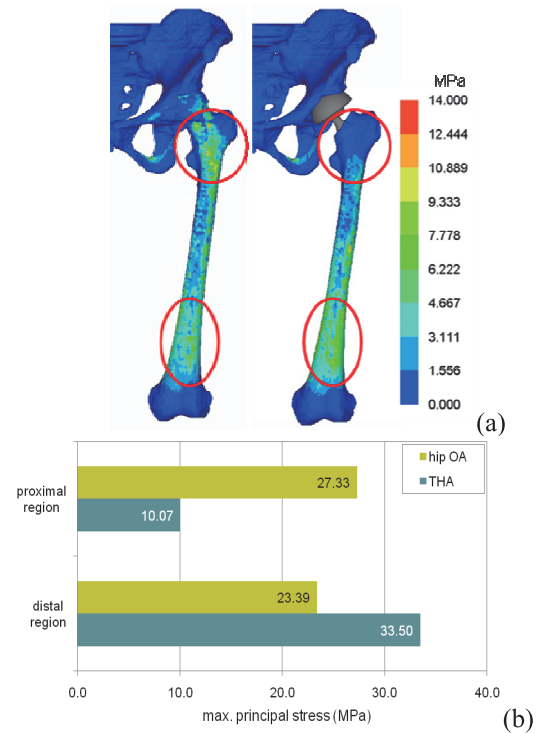 MPa
14.000
12.444
10.889
9.333
7.778
6.222
4.667
3.111
1.556
0.000
(a)
hip OA
THA
proximal
region
27.33
10.07
distal
region
23.39
33.50
0.0 10.0 20.0 30.0 40.0
max. principal stress (MPa)
(b)